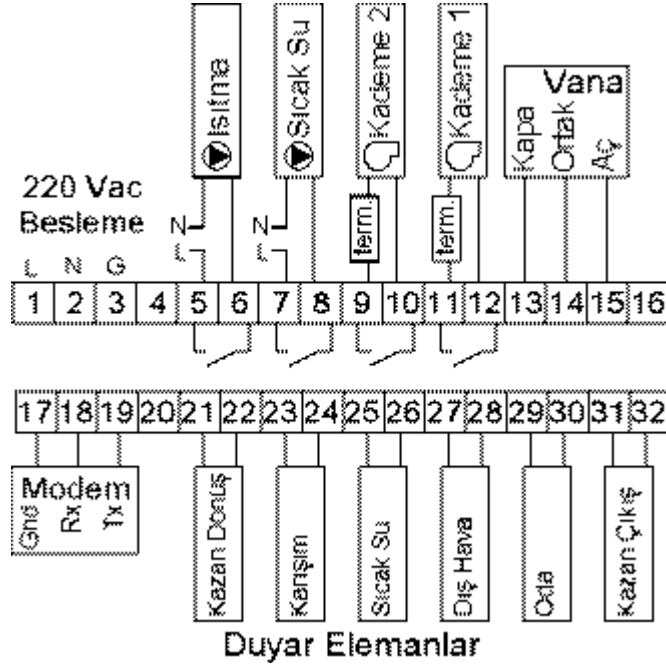 Isıtma
Sıcak Su
Kademe 2
Kademe 1
Vana
Kapa
Ortak
Aç
220 Vac
Besleme
N
L
N
L
term.
term.
L N G
1 2 3 4 5 6 7 8 9 10 11 12 13 14 15 16
17 18 19 20 21 22 23 24 25 26 27 28 29 30 31 32
Modem
Gnd
Rx
Tx
Kazan Dönüş
Karışım
Sıcak Su
Dış Hava
Oda
Kazan Çıkış
Duyar Elemanlar